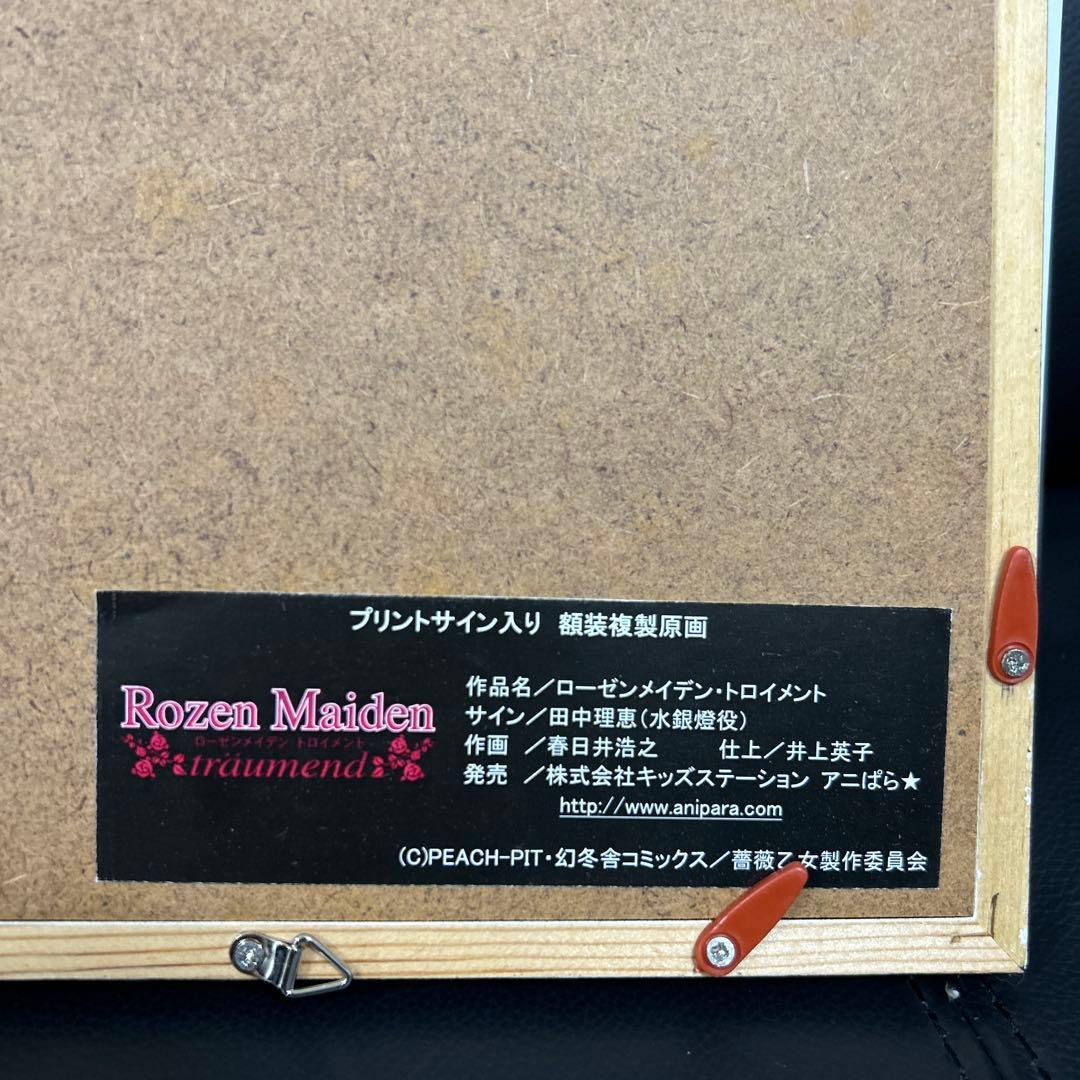 プリントサイン入り 額装複製原画
Rozen Maiden
ローゼンメイデン トロイメント
träumend
作品名／ローゼンメイデン・トロイメント
サイン／田中理恵（水銀燈役）
作画 ／春日井浩之 仕上／井上英子
発売 ／株式会社キッズステーション アニぱら★
http://www.anipara.com
(C)PEACH-PIT・幻冬舎コミックス／薔薇乙女製作委員会